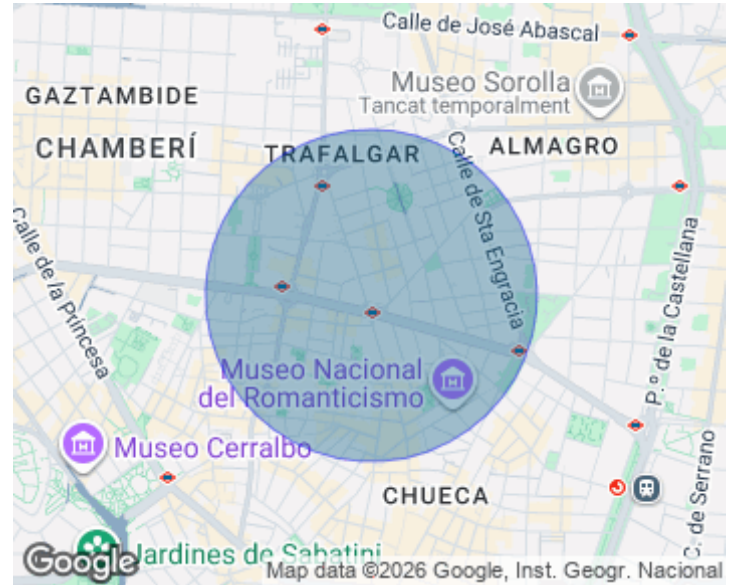 Calle de José Abascal
Museo Sorolla
Tancat temporalment
GAZTAMBIDE
CHAMBERÍ
TRAFALGAR
ALMAGRO
Calle de Sta Engracia
Calle de la Princesa
P.º de la Castellana
Museo Nacional
del Romanticismo
Museo Cerralbo
CHUECA
C. de Serrano
Jardines de Sabatini
Google
Map data ©2026 Google, Inst. Geogr. Nacional